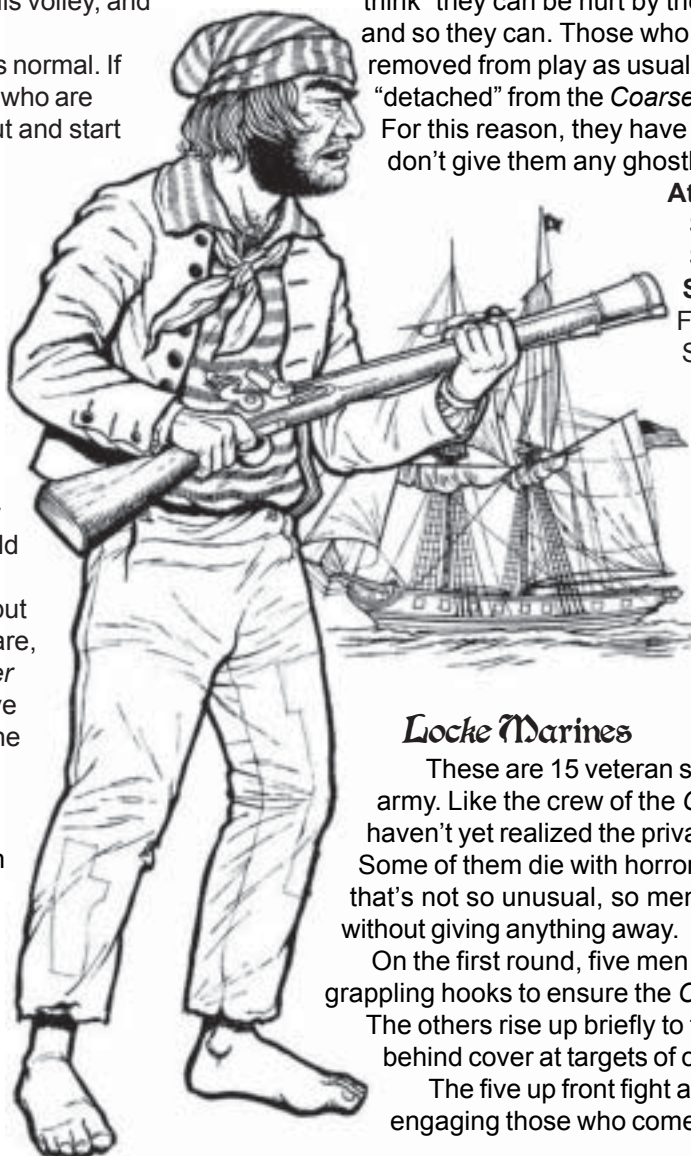 is volley, and
s normal. If
who are
ut and start
ld
out
are,
er
ve
he
n
think” they can be hurt by the
and so they can. Those who
removed from play as usual
“detached” from the Coarse
For this reason, they have
don’t give them any ghostl
At
S
F
S
Locke Marines
These are 15 veteran s
army. Like the crew of the C
haven’t yet realized the priva
Some of them die with horror
that’s not so unusual, so mer
without giving anything away.
On the first round, five men
grappling hooks to ensure the C
The others rise up briefly to f
behind cover at targets of o
The five up front fight a
engaging those who come